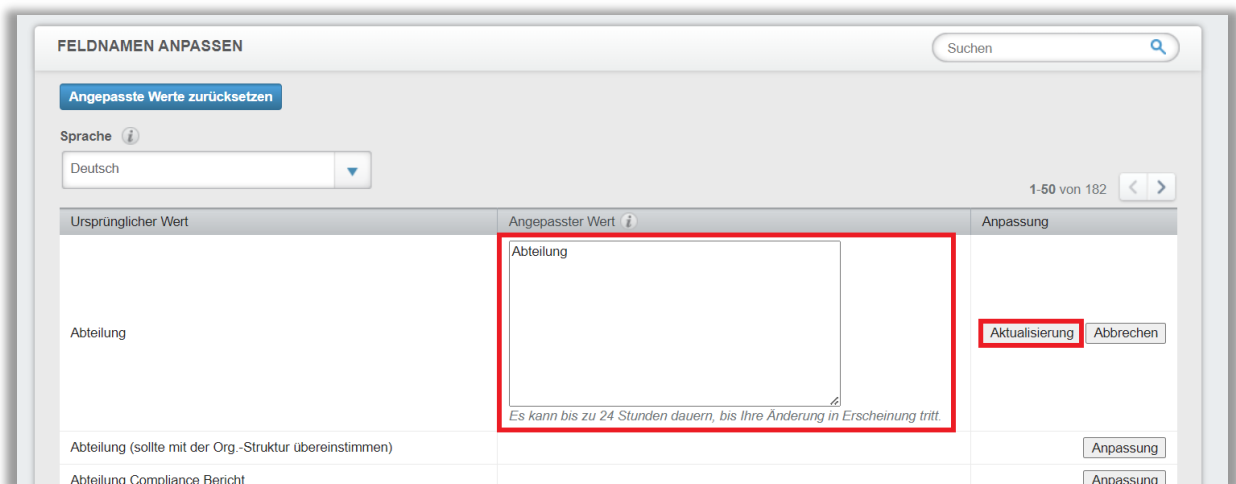 FELDNAMEN ANPASSEN
Suchen
Angepasste Werte zurücksetzen
Sprache i
Deutsch
1-50 von 182
Ursprünglicher Wert Angepasster Wert i Anpassung
Abteilung
Abteilung Aktualisierung Abbrechen
Es kann bis zu 24 Stunden dauern, bis Ihre Änderung in Erscheinung tritt.
Abteilung (sollte mit der Org.-Struktur übereinstimmen) Anpassung
Abteilung Compliance Bericht Anpassung